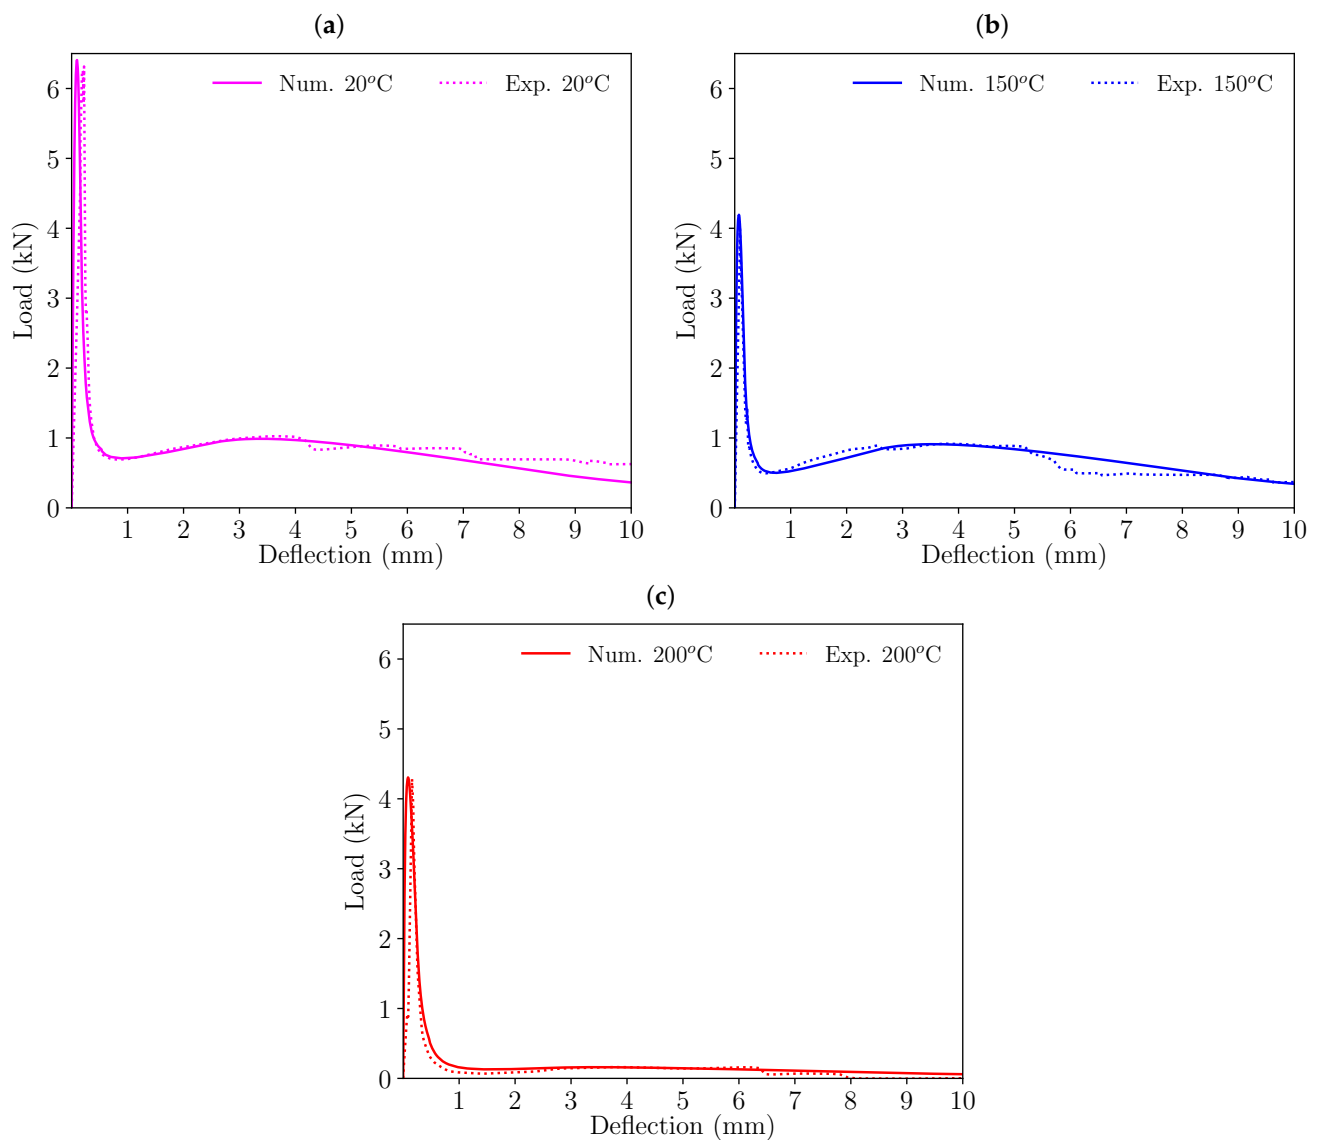 (a)
Num. 20°C
Exp. 20°C
6
5
4
3
2
1
0
Load (kN)
1 2 3 4 5 6 7 8 9 10
Deflection (mm)
(b)
Num. 150°C
Exp. 150°C
6
5
4
3
2
1
0
Load (kN)
1 2 3 4 5 6 7 8 9 10
Deflection (mm)
(c)
Num. 200°C
Exp. 200°C
6
5
4
3
2
1
0
Load (kN)
1 2 3 4 5 6 7 8 9 10
Deflection (mm)